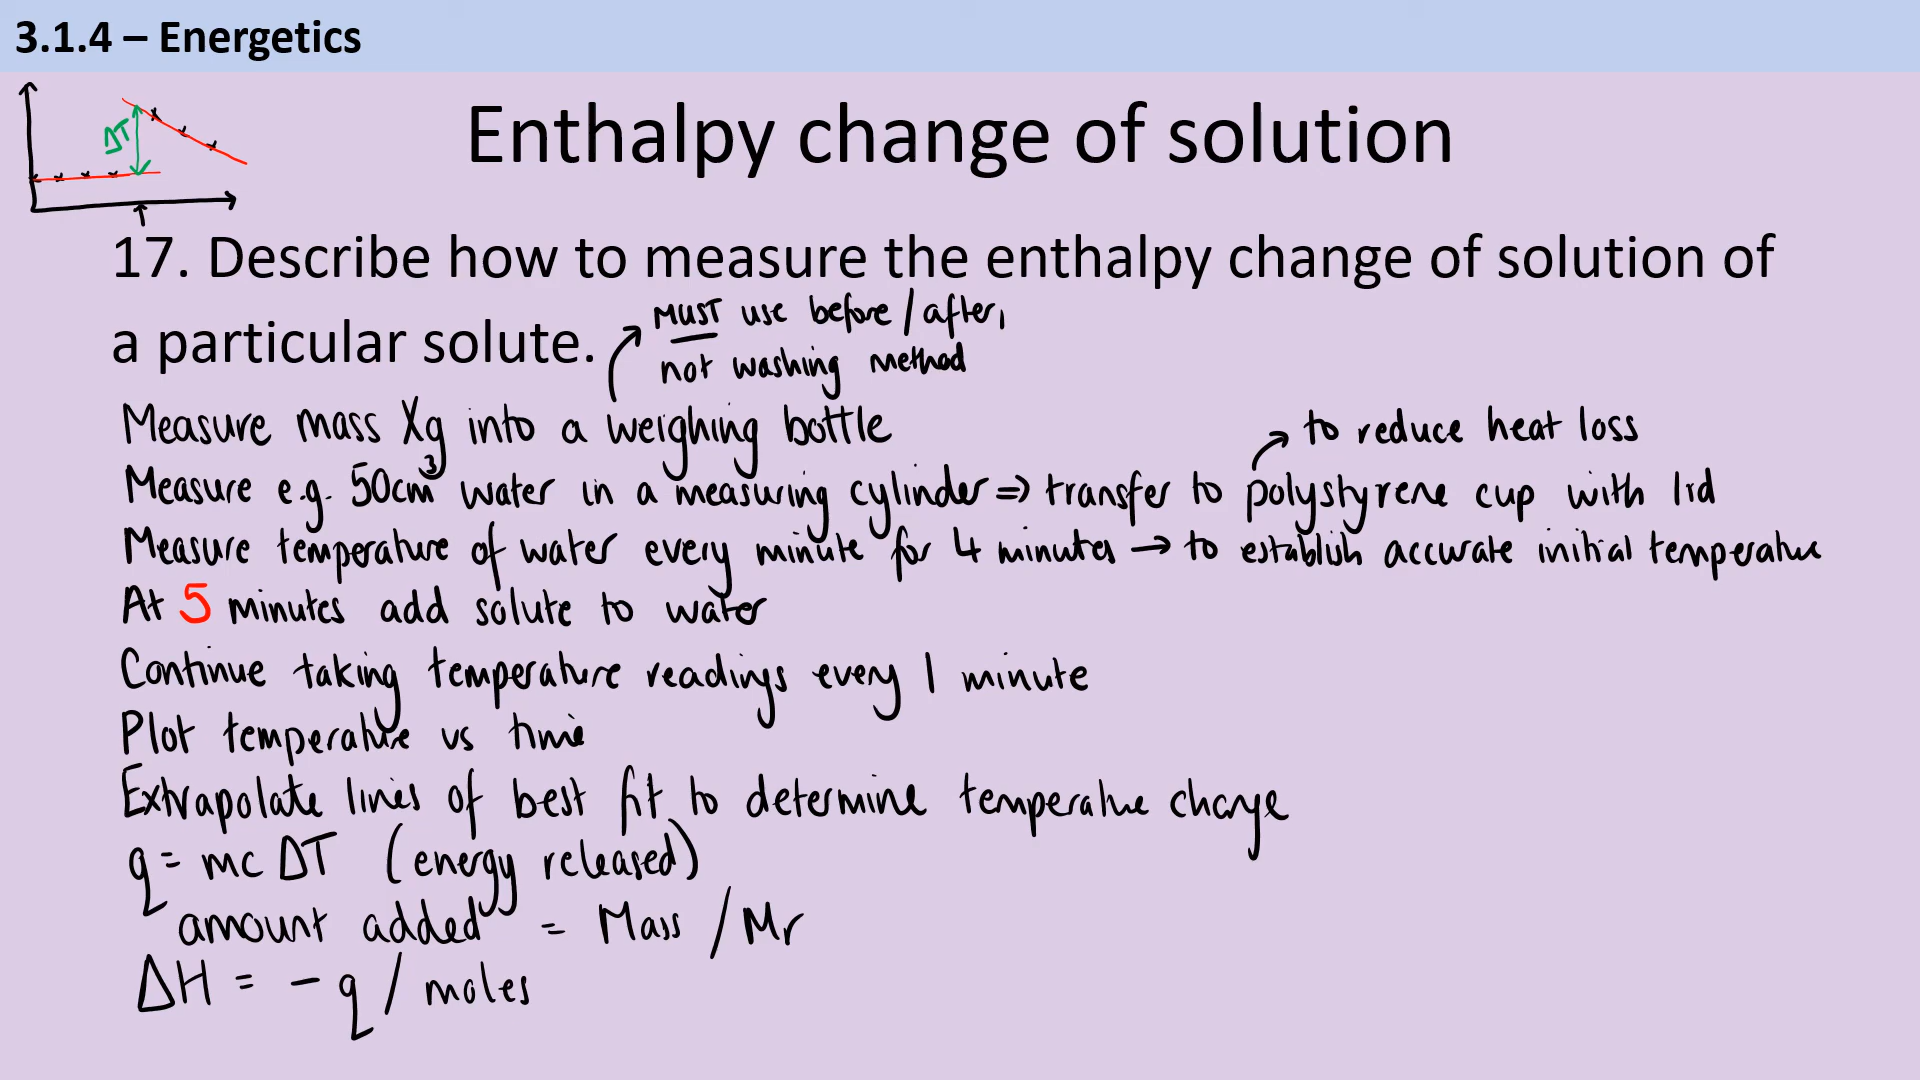 3.1.4 – Energetics
ΔT
Enthalpy change of solution
17. Describe how to measure the enthalpy change of solution of
a particular solute.
MUST use before/after,
not washing method
Measure mass Xg into a weighing bottle
to reduce heat loss
Measure e.g. 50cm³ water in a measuring cylinder ⇒ transfer to polystyrene cup with lid
Measure temperature of water every minute for 4 minutes → to establish accurate initial temperature
At 5 minutes add solute to water
Continue taking temperature readings every 1 minute
Plot temperature vs time
Extrapolate lines of best fit to determine temperature change
q = mcΔT (energy released)
amount added = Mass / Mr
ΔH = - q / moles